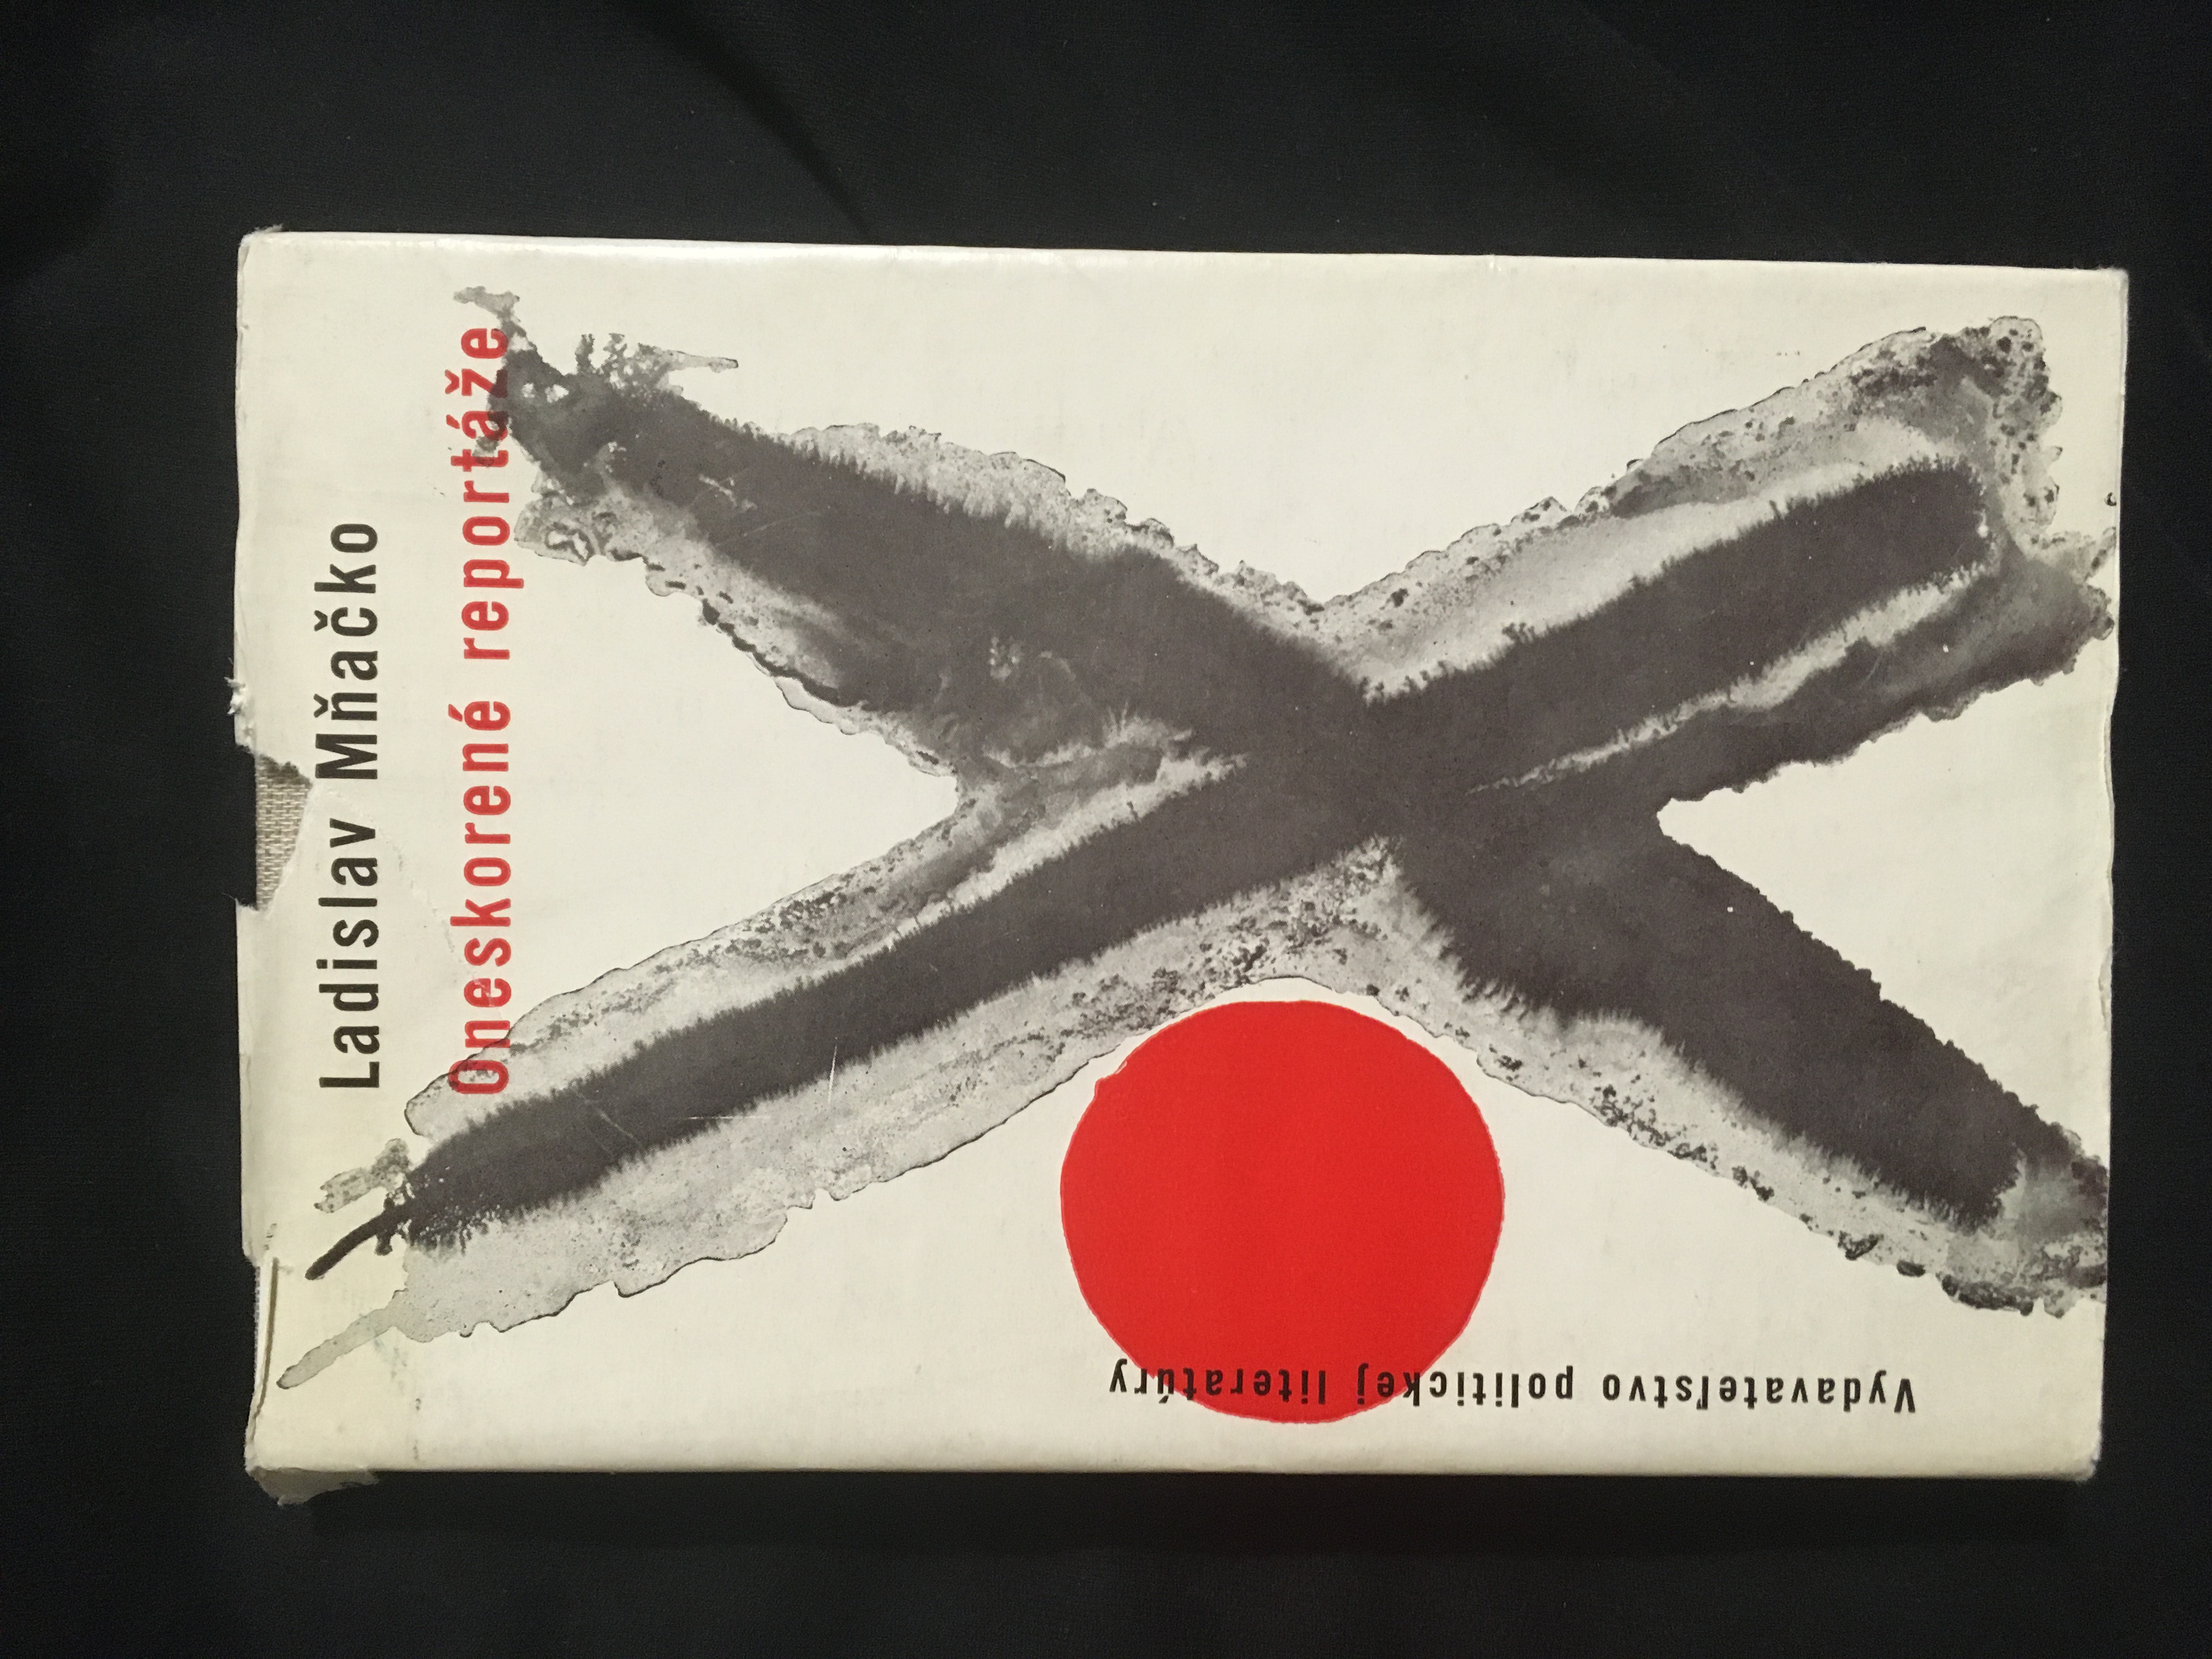 Ladislav Mňačko
Oneskorené reportáže
Vydavateľstvo politickej literatúry